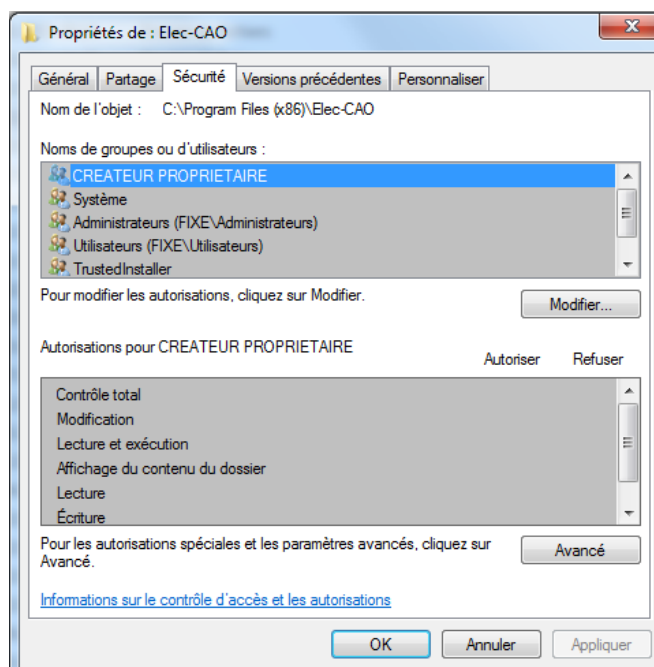 Propriétés de : Elec-CAO
Général Partage Sécurité Versions précédentes Personnaliser
Nom de l'objet : C:\Program Files (x86)\Elec-CAO
Noms de groupes ou d'utilisateurs :
CREATEUR PROPRIETAIRE
Système
Administrateurs (FIXE\Administrateurs)
Utilisateurs (FIXE\Utilisateurs)
TrustedInstaller
Pour modifier les autorisations, cliquez sur Modifier.
Modifier...
Autorisations pour CREATEUR PROPRIETAIRE
Autoriser Refuser
Contrôle total
Modification
Lecture et exécution
Affichage du contenu du dossier
Lecture
Écriture
Pour les autorisations spéciales et les paramètres avancés, cliquez sur
Avancé.
Avancé
Informations sur le contrôle d'accès et les autorisations
OK Annuler Appliquer